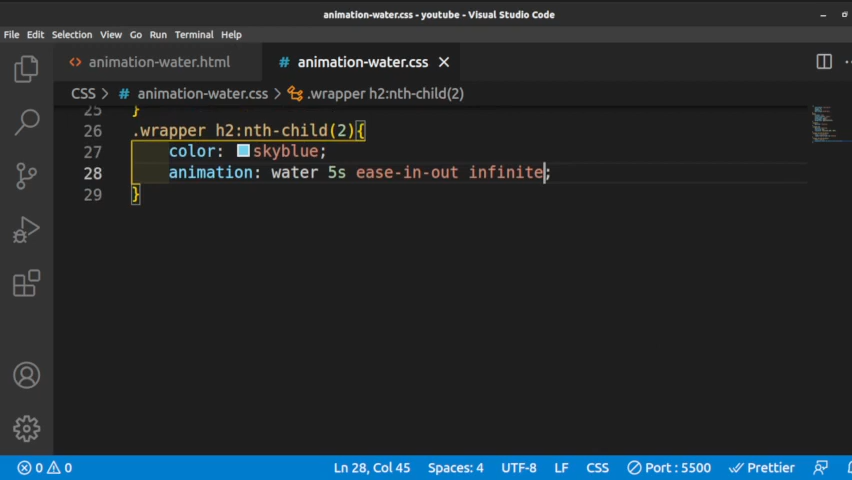 animation-water.css - youtube - Visual Studio Code
File Edit Selection View Go Run Terminal Help
animation-water.html # animation-water.css
CSS > # animation-water.css > .wrapper h2:nth-child(2)
25 }
26 .wrapper h2:nth-child(2){
27 color: skyblue;
28 animation: water 5s ease-in-out infinite;
29 }
0 0 Ln 28, Col 45 Spaces: 4 UTF-8 LF CSS Port : 5500 Prettier